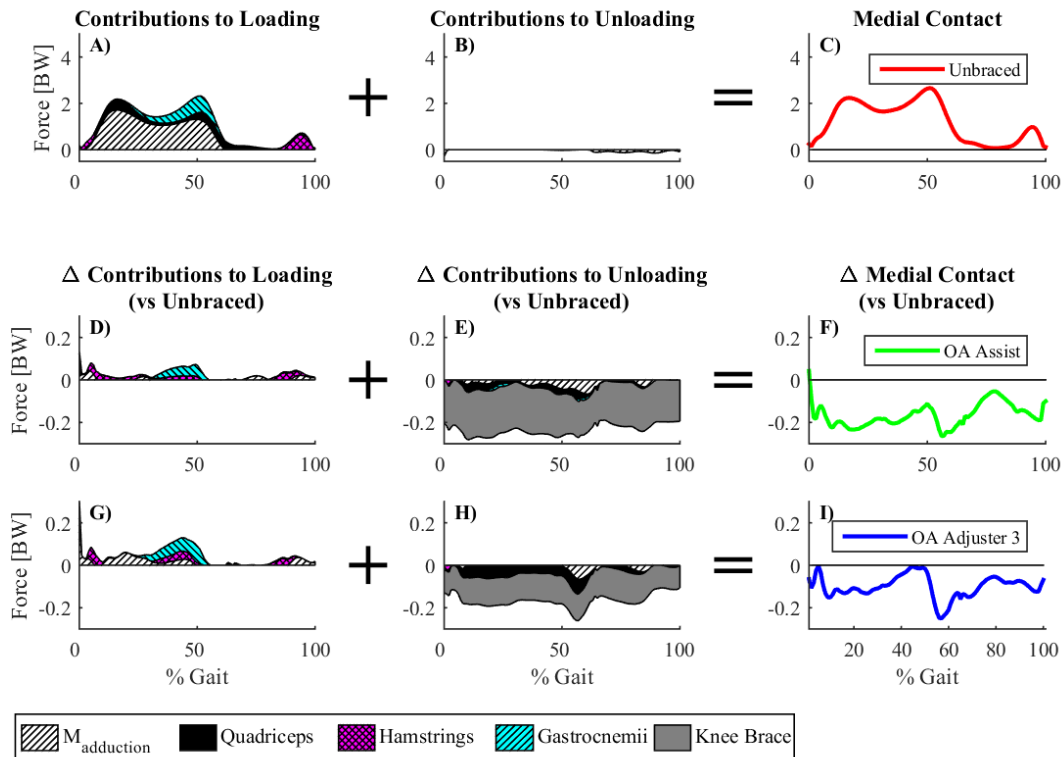 Contributions to Loading
Contributions to Unloading
Medial Contact
A)
B)
C)
Unbraced
Force [BW]
4
2
0
4
2
0
4
2
0
0
50
100
0
50
100
0
50
100
+
=
Δ Contributions to Loading
(vs Unbraced)
Δ Contributions to Unloading
(vs Unbraced)
Δ Medial Contact
(vs Unbraced)
D)
E)
F)
OA Assist
Force [BW]
0.2
0
-0.2
0.2
0
-0.2
0.2
0
-0.2
0
50
100
0
50
100
0
50
100
+
=
G)
H)
I)
OA Adjuster 3
Force [BW]
0.2
0
-0.2
0.2
0
-0.2
0.2
0
-0.2
0
50
100
0
50
100
20
40
60
80
100
+
=
% Gait
% Gait
% Gait
M adduction
Quadriceps
Hamstrings
Gastrocnemii
Knee Brace